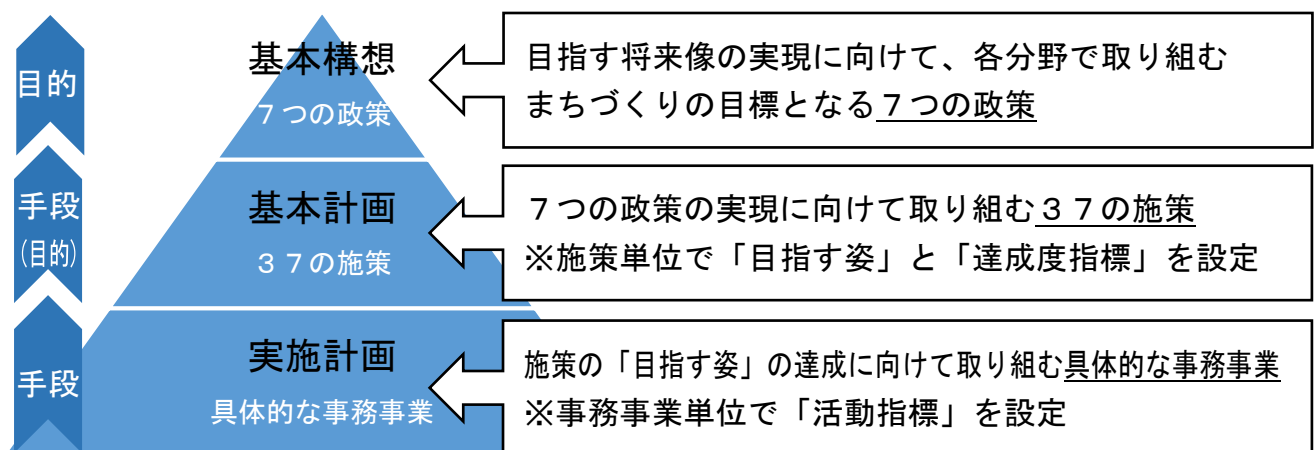 目的
基本構想
７つの政策
目指す将来像の実現に向けて、各分野で取り組む
まちづくりの目標となる７つの政策
手段
(目的)
基本計画
３７の施策
７つの政策の実現に向けて取り組む３７の施策
※施策単位で「目指す姿」と「達成度指標」を設定
手段
実施計画
具体的な事務事業
施策の「目指す姿」の達成に向けて取り組む具体的な事務事業
※事務事業単位で「活動指標」を設定